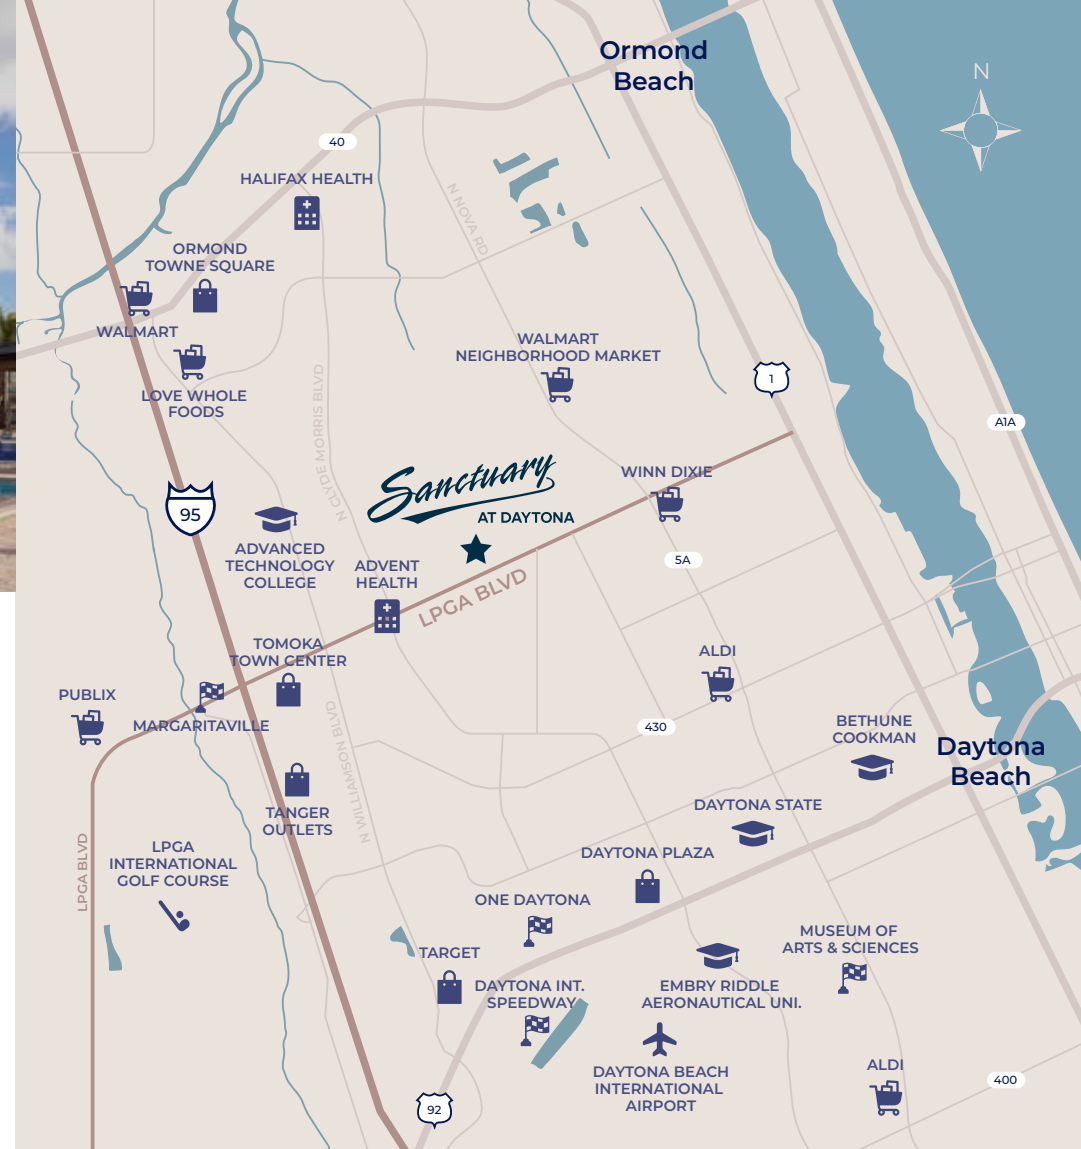 Ormond
Beach
N
40
HALIFAX HEALTH
N NOVA RD
ORMOND
TOWNE SQUARE
WALMART
WALMART
NEIGHBORHOOD MARKET
LOVE WHOLE
FOODS
1
A1A
N CLYDE MORRIS BLVD
Sanctuary
AT DAYTONA
WINN DIXIE
95
ADVANCED
TECHNOLOGY
COLLEGE
ADVENT
HEALTH
5A
LPGA BLVD
TOMOKA
TOWN CENTER
ALDI
PUBLIX
MARGARITAVILLE
430
BETHUNE
COOKMAN
Daytona
Beach
N WILLIAMSON BLVD
TANGER
OUTLETS
DAYTONA STATE
LPGA BLVD
LPGA
INTERNATIONAL
GOLF COURSE
DAYTONA PLAZA
ONE DAYTONA
TARGET
MUSEUM OF
ARTS & SCIENCES
DAYTONA INT.
SPEEDWAY
EMBRY RIDDLE
AERONAUTICAL UNI.
DAYTONA BEACH
INTERNATIONAL
AIRPORT
ALDI
400
92